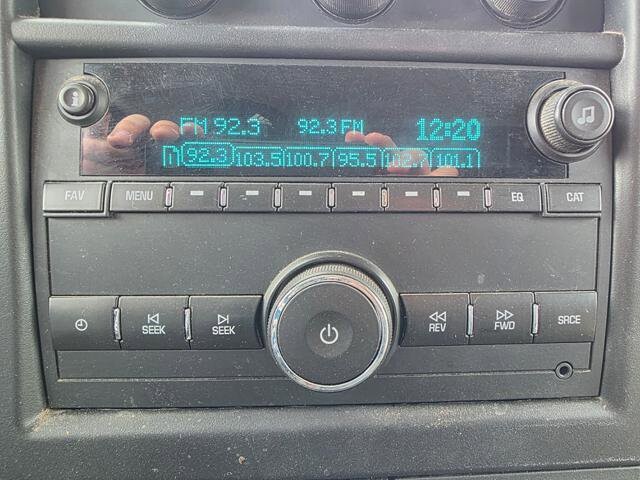 FM 92.3 92.3 FM 12:20
92.3 103.5 100.7 95.5 102.7 101.1
FAV MENU EQ CAT
SEEK SEEK REV FWD SRCE